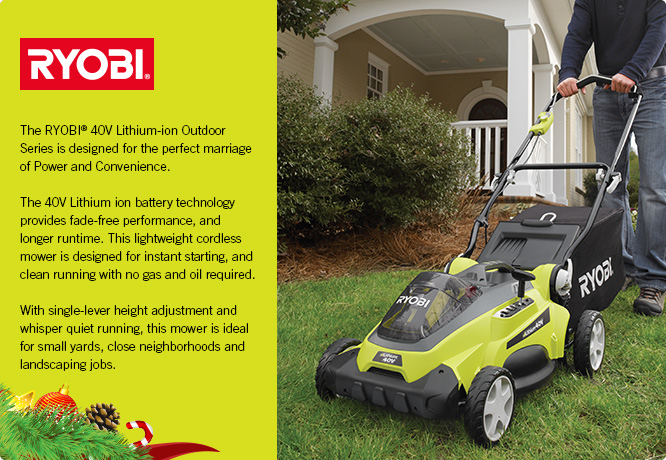 RYOBI®
The RYOBI® 40V Lithium-ion Outdoor
Series is designed for the perfect marriage
of Power and Convenience.
The 40V Lithium ion battery technology
provides fade-free performance, and
longer runtime. This lightweight cordless
mower is designed for instant starting, and
clean running with no gas and oil required.
With single-lever height adjustment and
whisper quiet running, this mower is ideal
for small yards, close neighborhoods and
landscaping jobs.
RYOBI
RYOBI
Lithium 40V
Lithium
40V